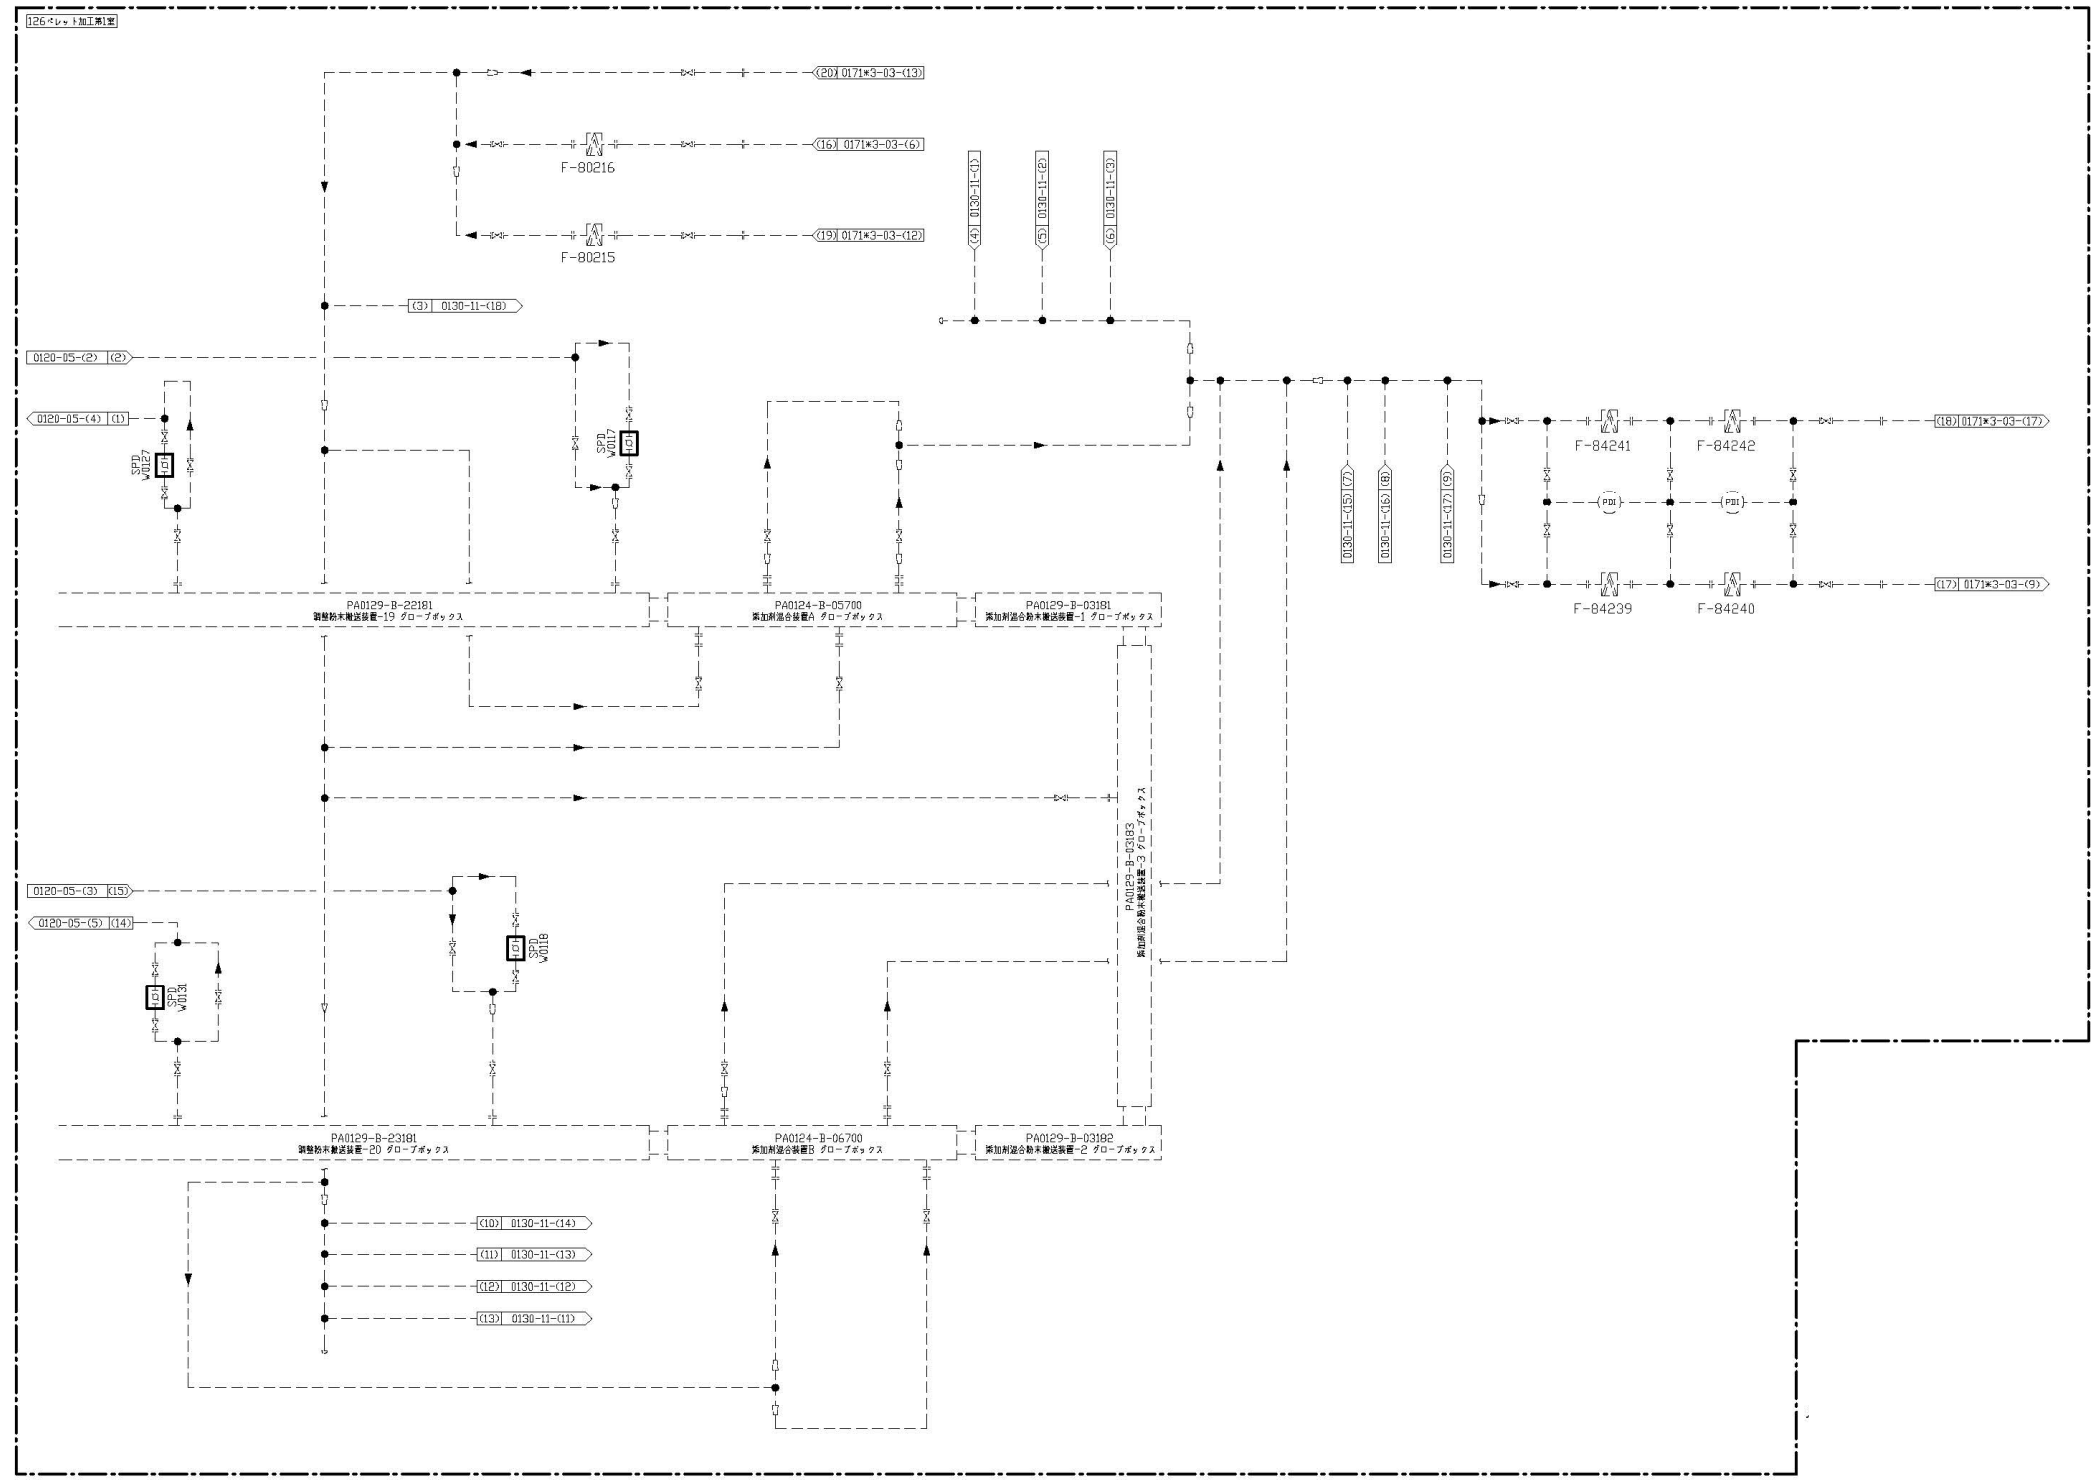 126ペレット加工第1室
(20) 0171*3-03-(13)
(16) 0171*3-03-(6)
F-80216
(19) 0171*3-03-(12)
F-80215
(4) 0130-11-(1)
(5) 0130-11-(2)
(6) 0130-11-(3)
(3) 0130-11-(18)
0120-05-(2) (2)
0120-05-(4) (1)
SPD
W0127
SPD
W0117
0130-11-(15) (7)
0130-11-(16) (8)
0130-11-(17) (9)
F-84241
F-84242
(18) 0171*3-03-(17)
PDI
PDI
F-84239
F-84240
(17) 0171*3-03-(9)
PA0129-B-22181
調整粉末搬送装置-19 グローブボックス
PA0124-B-05700
添加剤混合装置A グローブボックス
PA0129-B-03181
添加剤混合粉末搬送装置-1 グローブボックス
PA0129-B-03183
添加剤混合粉末搬送装置-3 グローブボックス
0120-05-(3) (15)
0120-05-(5) (14)
SPD
W0131
SPD
W0118
PA0129-B-23181
調整粉末搬送装置-20 グローブボックス
PA0124-B-06700
添加剤混合装置B グローブボックス
PA0129-B-03182
添加剤混合粉末搬送装置-2 グローブボックス
(10) 0130-11-(14)
(11) 0130-11-(13)
(12) 0130-11-(12)
(13) 0130-11-(11)